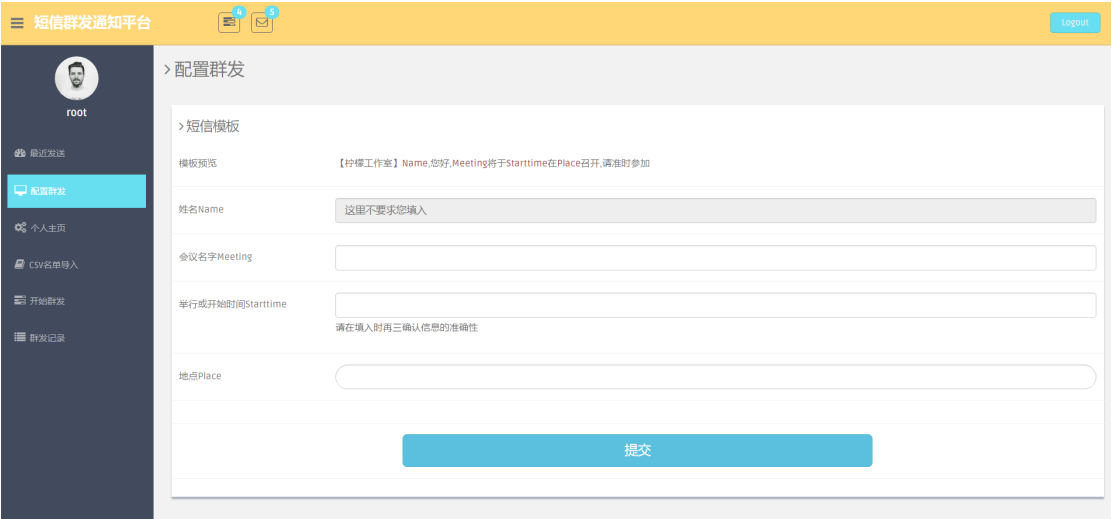 短信群发通知平台
4
5
Logout
root
最近发送
配置群发
个人主页
CSV名单导入
开始群发
群发记录
>配置群发
>短信模板
模板预览
【柠檬工作室】Name,您好,Meeting将于Starttime在Place召开,请准时参加
姓名Name
这里不要求您填入
会议名字Meeting
举行或开始时间Starttime
请在填入时再三确认信息的准确性
地点Place
提交